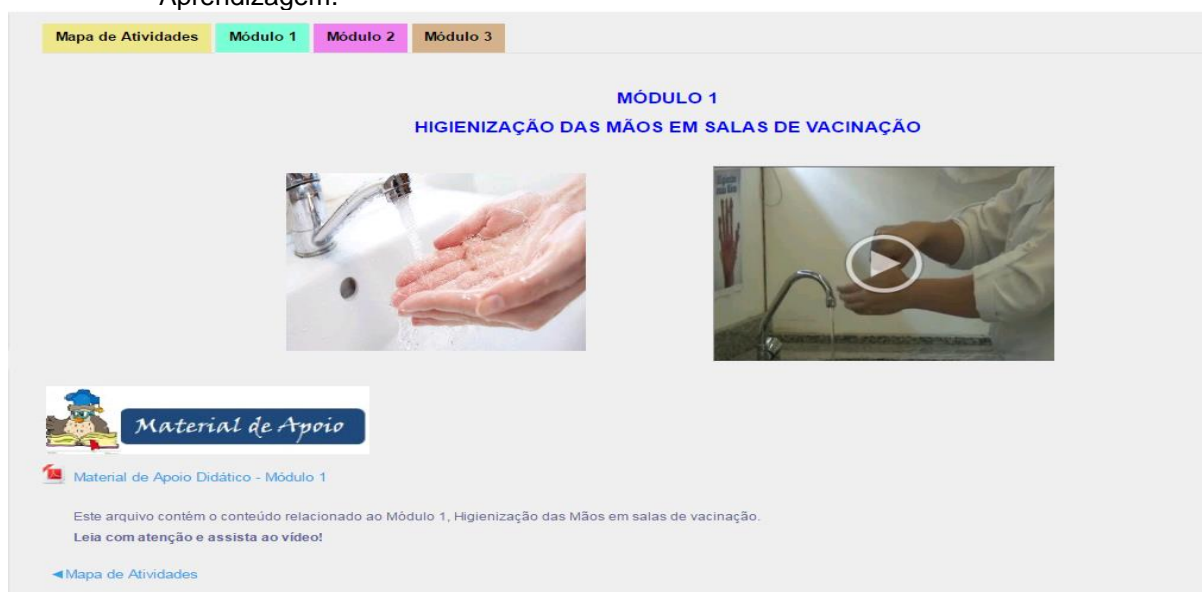 Aprendizagem.
Mapa de Atividades Módulo 1 Módulo 2 Módulo 3
MÓDULO 1
HIGIENIZAÇÃO DAS MÃOS EM SALAS DE VACINAÇÃO
Material de Apoio
Material de Apoio Didático - Módulo 1
Este arquivo contém o conteúdo relacionado ao Módulo 1, Higienização das Mãos em salas de vacinação.
Leia com atenção e assista ao vídeo!
◄Mapa de Atividades